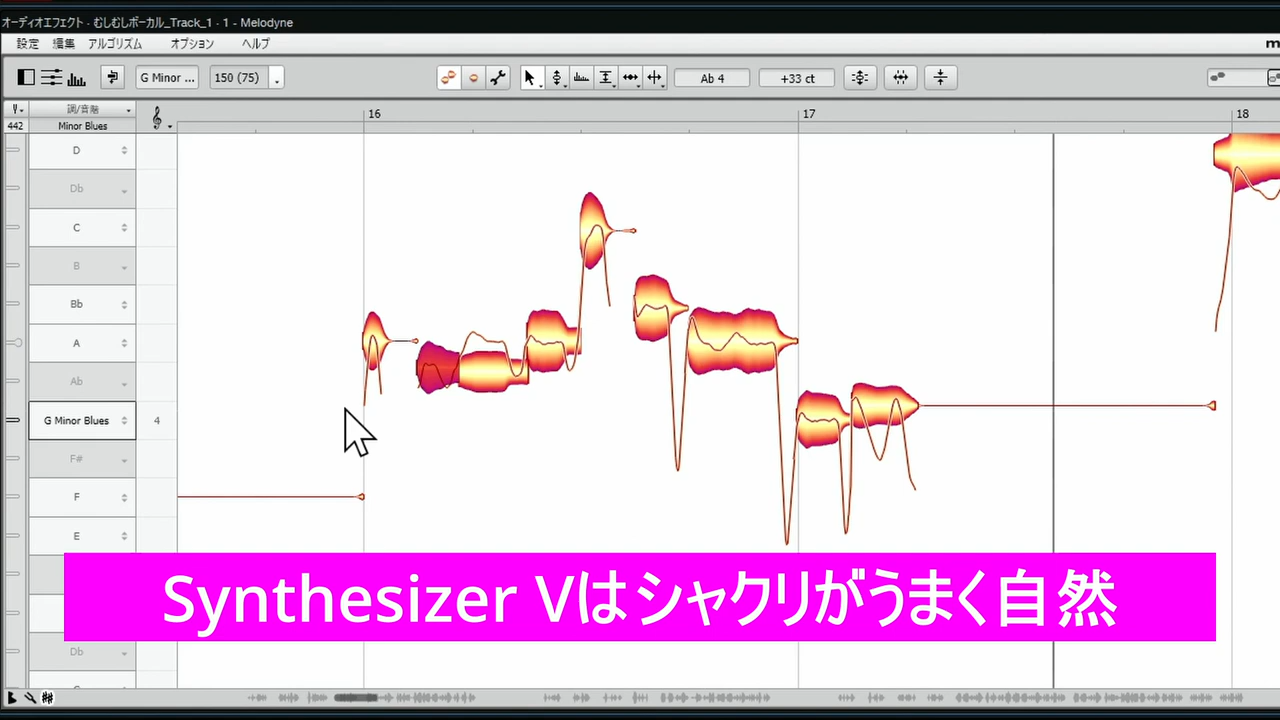 オーディオエフェクト - むしむしボーカル_Track_1 - 1 - Melodyne
設定 編集 アルゴリズム オプション ヘルプ
G Minor ... 150 (75) Ab 4 +33 ct
調/音階 16 17 18
442 Minor Blues
D
Db
C
B
Bb
A
Ab
G Minor Blues 4
F#
F
E
Synthesizer Vはシャクリがうまく自然
Db